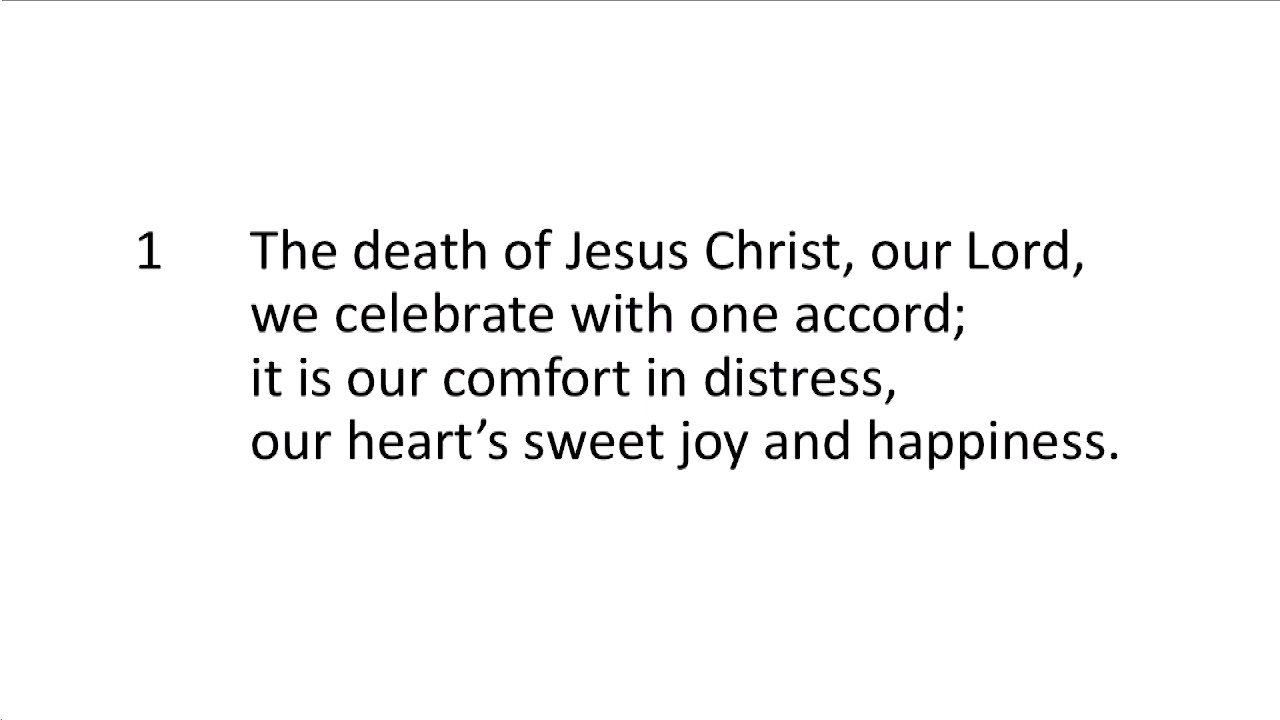 1 The death of Jesus Christ, our Lord,
we celebrate with one accord;
it is our comfort in distress,
our heart’s sweet joy and happiness.